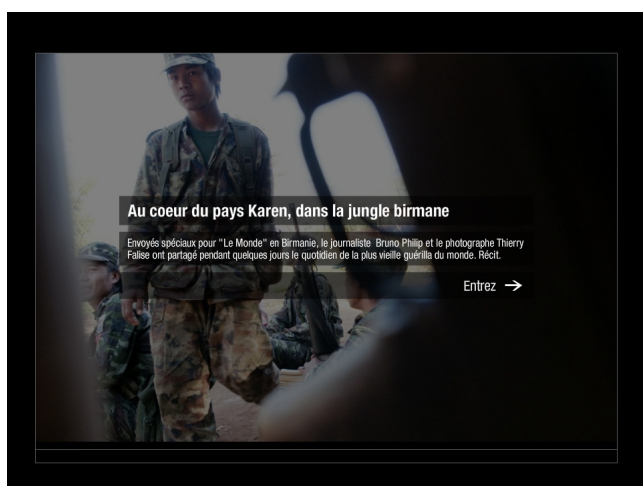 Au coeur du pays Karen, dans la jungle birmane
Envoyés spéciaux pour "Le Monde" en Birmanie, le journaliste Bruno Philip et le photographe Thierry
Falise ont partagé pendant quelques jours le quotidien de la plus vieille guérilla du monde. Récit.
Entrez →